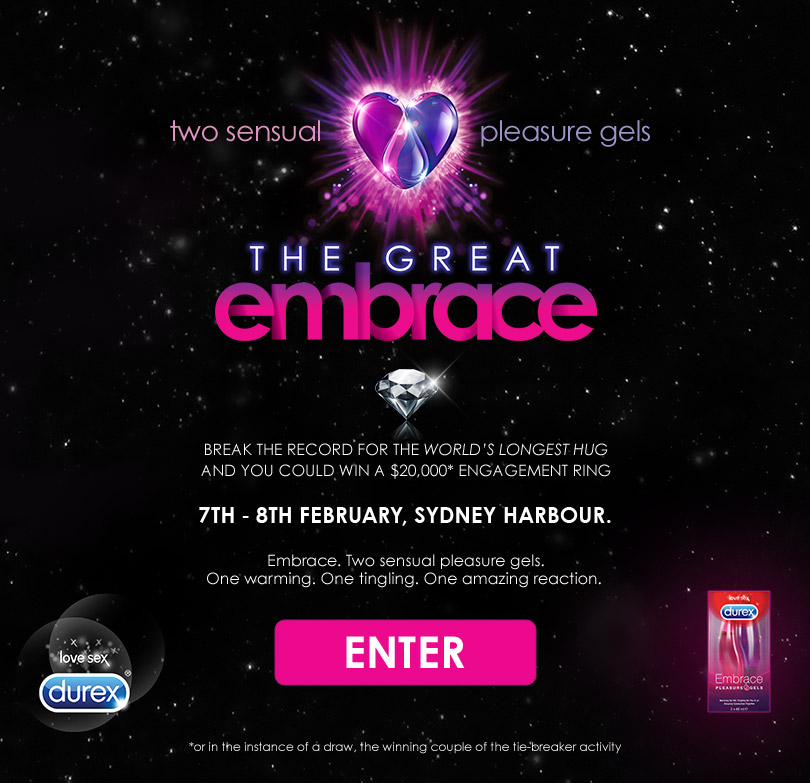 two sensual pleasure gels
THE GREAT
embrace
BREAK THE RECORD FOR THE WORLD'S LONGEST HUG
AND YOU COULD WIN A $20,000* ENGAGEMENT RING
7TH - 8TH FEBRUARY, SYDNEY HARBOUR.
Embrace. Two sensual pleasure gels.
One warming. One tingling. One amazing reaction.
ENTER
x x x
love sex
durex®
love sex
durex
Embrace
PLEASURE GELS
*or in the instance of a draw, the winning couple of the tie-breaker activity